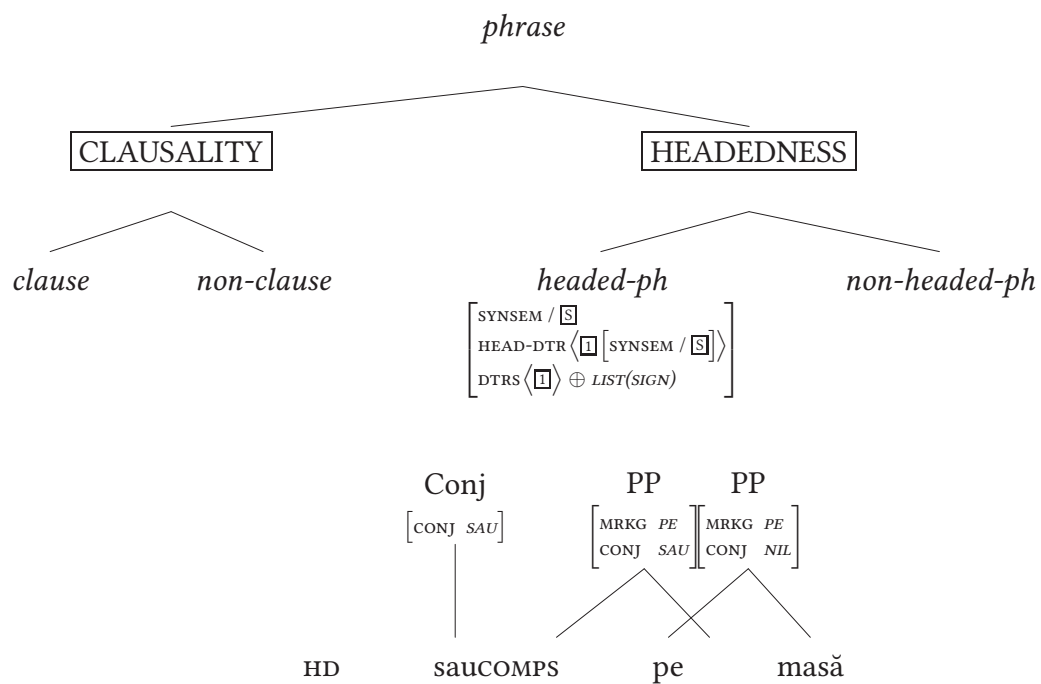 phrase
CLAUSALITY HEADEDNESS
clause non-clause headed-ph non-headed-ph
SYNSEM / S
HEAD-DTR ⟨ 1 [SYNSEM / S] ⟩
DTRS ⟨ 1 ⟩ ⊕ LIST(SIGN)
Conj PP PP
[CONJ SAU] [MRKG PE] [MRKG PE]
[CONJ SAU] [CONJ NIL]
HD sauCOMPS pe masă